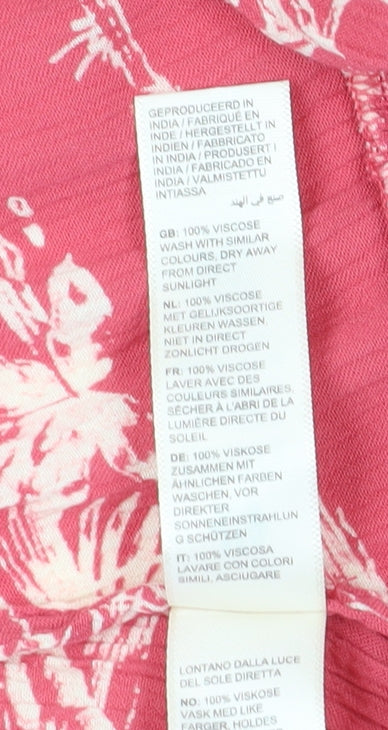 GEPRODUCEERD IN
INDIA / FABRIQUÉ EN
INDE / HERGESTELLT IN
INDIEN / FABBRICATO
IN INDIA / PRODUSERT I
INDIA / FABRICADO EN
INDIA / VALMISTETTU
INTIASSA
صنع في الهند
GB: 100% VISCOSE
WASH WITH SIMILAR
COLOURS, DRY AWAY
FROM DIRECT
SUNLIGHT
NL: 100% VISCOSE
MET GELIJKSOORTIGE
KLEUREN WASSEN,
NIET IN DIRECT
ZONLICHT DROGEN
FR: 100% VISCOSE
LAVER AVEC DES
COULEURS SIMILAIRES.
SÉCHER À L'ABRI DE LA
LUMIÈRE DIRECTE DU
SOLEIL
DE: 100% VISKOSE
ZUSAMMEN MIT
ÄHNLICHEN FARBEN
WASCHEN, VOR
DIREKTER
SONNENEINSTRAHLUN
G SCHÜTZEN
IT: 100% VISCOSA
LAVARE CON COLORI
SIMILI, ASCIUGARE
LONTANO DALLA LUCE
DEL SOLE DIRETTA
NO: 100% VISKOSE
VASK MED LIKE
FARGER, HOLDES